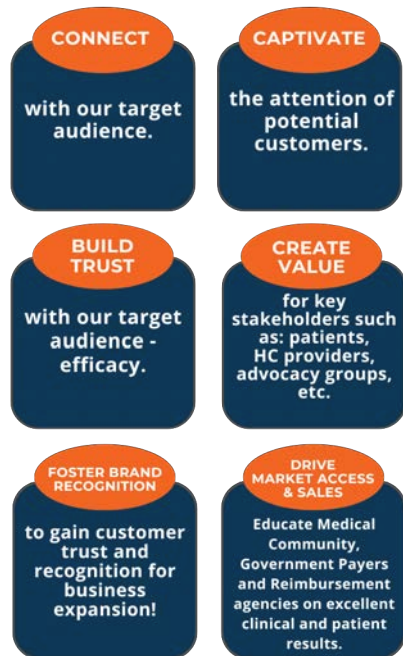 CONNECT
with our target
audience.
CAPTIVATE
the attention of
potential
customers.
BUILD
TRUST
with our target
audience -
efficacy.
CREATE
VALUE
for key
stakeholders such
as: patients,
HC providers,
advocacy groups,
etc.
FOSTER BRAND
RECOGNITION
to gain customer
trust and
recognition for
business
expansion!
DRIVE
MARKET ACCESS
& SALES
Educate Medical
Community,
Government Payers
and Reimbursement
agencies on excellent
clinical and patient
results.